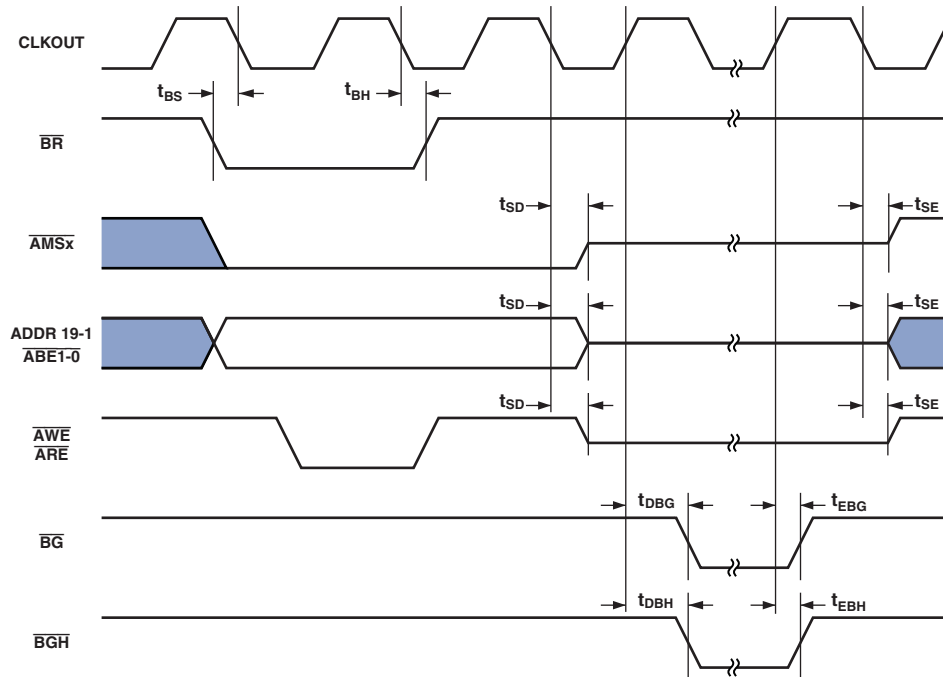 CLKOUT
tBS
tBH
BR
tSD
tSE
AMSx
tSD
tSE
ADDR 19-1
ABE1-0
tSD
tSE
AWE
ARE
tDBG
tEBG
BG
tDBH
tEBH
BGH